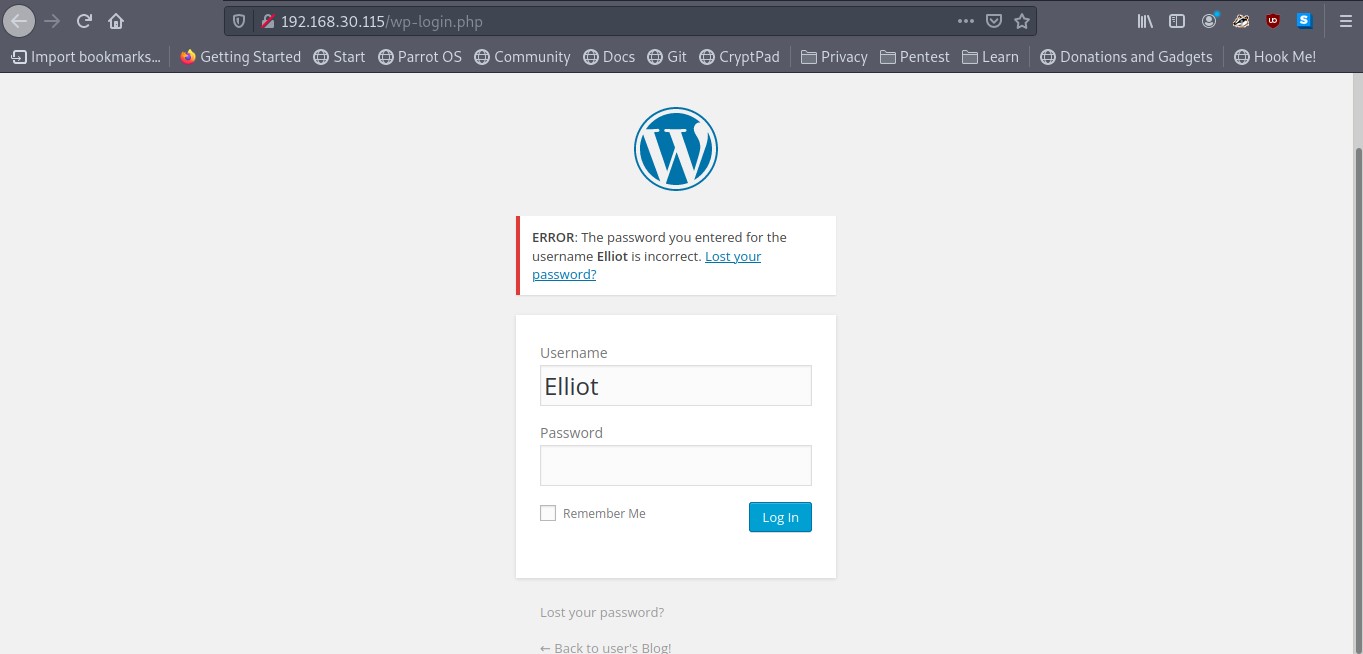 192.168.30.115/wp-login.php
Import bookmarks... Getting Started Start Parrot OS Community Docs Git CryptPad Privacy Pentest Learn Donations and Gadgets Hook Me!
ERROR: The password you entered for the
username Elliot is incorrect. Lost your
password?
Username
Elliot
Password
Remember Me
Log In
Lost your password?
← Back to user's Blog!